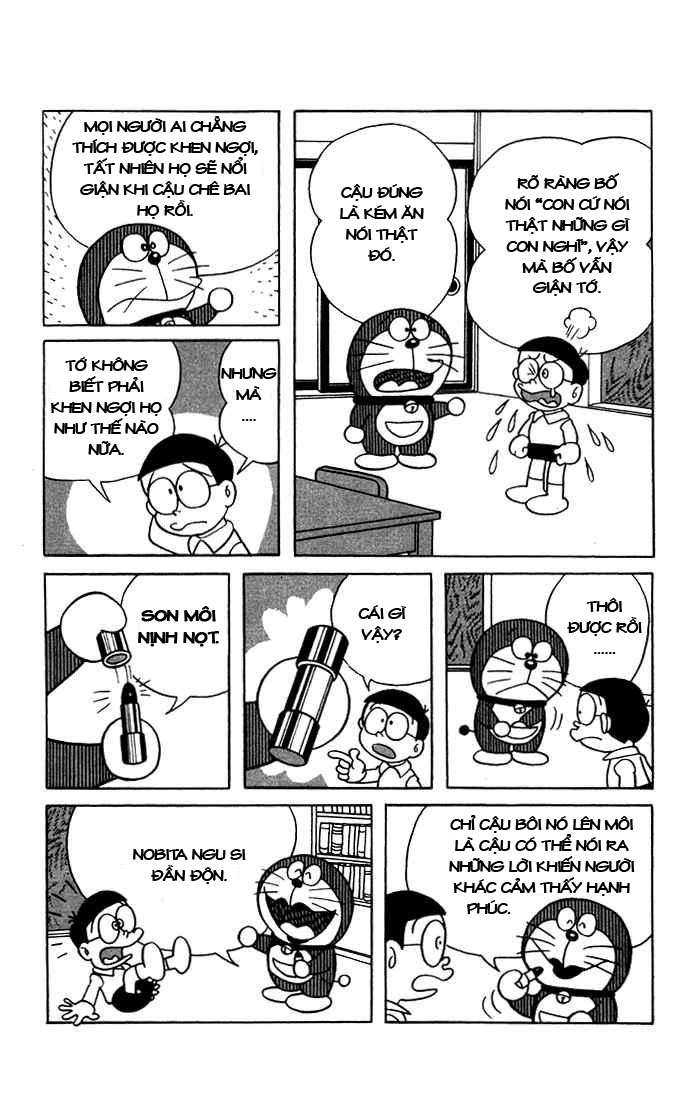 RÕ RÀNG BỐ
NÓI "CON CỨ NÓI
THẬT NHỮNG GÌ
CON NGHĨ", VẬY
MÀ BỐ VẪN
GIẬN TỚ.
CẬU ĐÚNG
LÀ KÉM ĂN
NÓI THẬT
ĐÓ.
MỌI NGƯỜI AI CHẲNG
THÍCH ĐƯỢC KHEN NGỢI,
TẤT NHIÊN HỌ SẼ NỔI
GIẬN KHI CẬU CHÊ BAI
HỌ RỒI.
NHƯNG
MÀ
....
TỚ KHÔNG
BIẾT PHẢI
KHEN NGỢI HỌ
NHƯ THẾ NÀO
NỮA.
THÔI
ĐƯỢC RỒI
......
CÁI GÌ
VẬY?
SON MÔI
NỊNH NỌT.
CHỈ CẬU BÔI NÓ LÊN MÔI
LÀ CẬU CÓ THỂ NÓI RA
NHỮNG LỜI KHIẾN NGƯỜI
KHÁC CẢM THẤY HẠNH
PHÚC.
NOBITA NGU SI
ĐẦN ĐỘN.